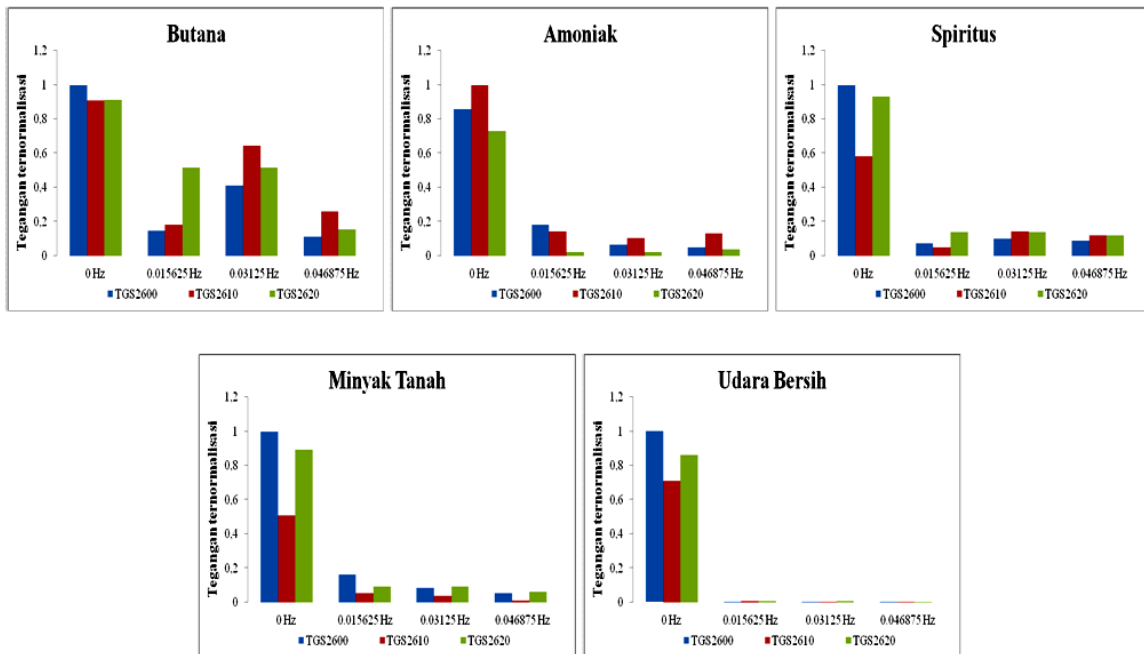 Butana
Tegangan ternormalisasi
1,2
1
0,8
0,6
0,4
0,2
0
0 Hz 0.015625 Hz 0.03125 Hz 0.046875 Hz
TGS2600 TGS2610 TGS2620
Amoniak
Tegangan ternormalisasi
1,2
1
0,8
0,6
0,4
0,2
0
0 Hz 0.015625 Hz 0.03125 Hz 0.046875 Hz
TGS2600 TGS2610 TGS2620
Spiritus
Tegangan ternormalisasi
1,2
1
0,8
0,6
0,4
0,2
0
0 Hz 0.015625 Hz 0.03125 Hz 0.046875 Hz
TGS2600 TGS2610 TGS2620
Minyak Tanah
Tegangan ternormalisasi
1,2
1
0,8
0,6
0,4
0,2
0
0 Hz 0.015625 Hz 0.03125 Hz 0.046875 Hz
TGS2600 TGS2610 TGS2620
Udara Bersih
Tegangan ternormalisasi
1,2
1
0,8
0,6
0,4
0,2
0
0 Hz 0.015625 Hz 0.03125 Hz 0.046875 Hz
TGS2600 TGS2610 TGS2620